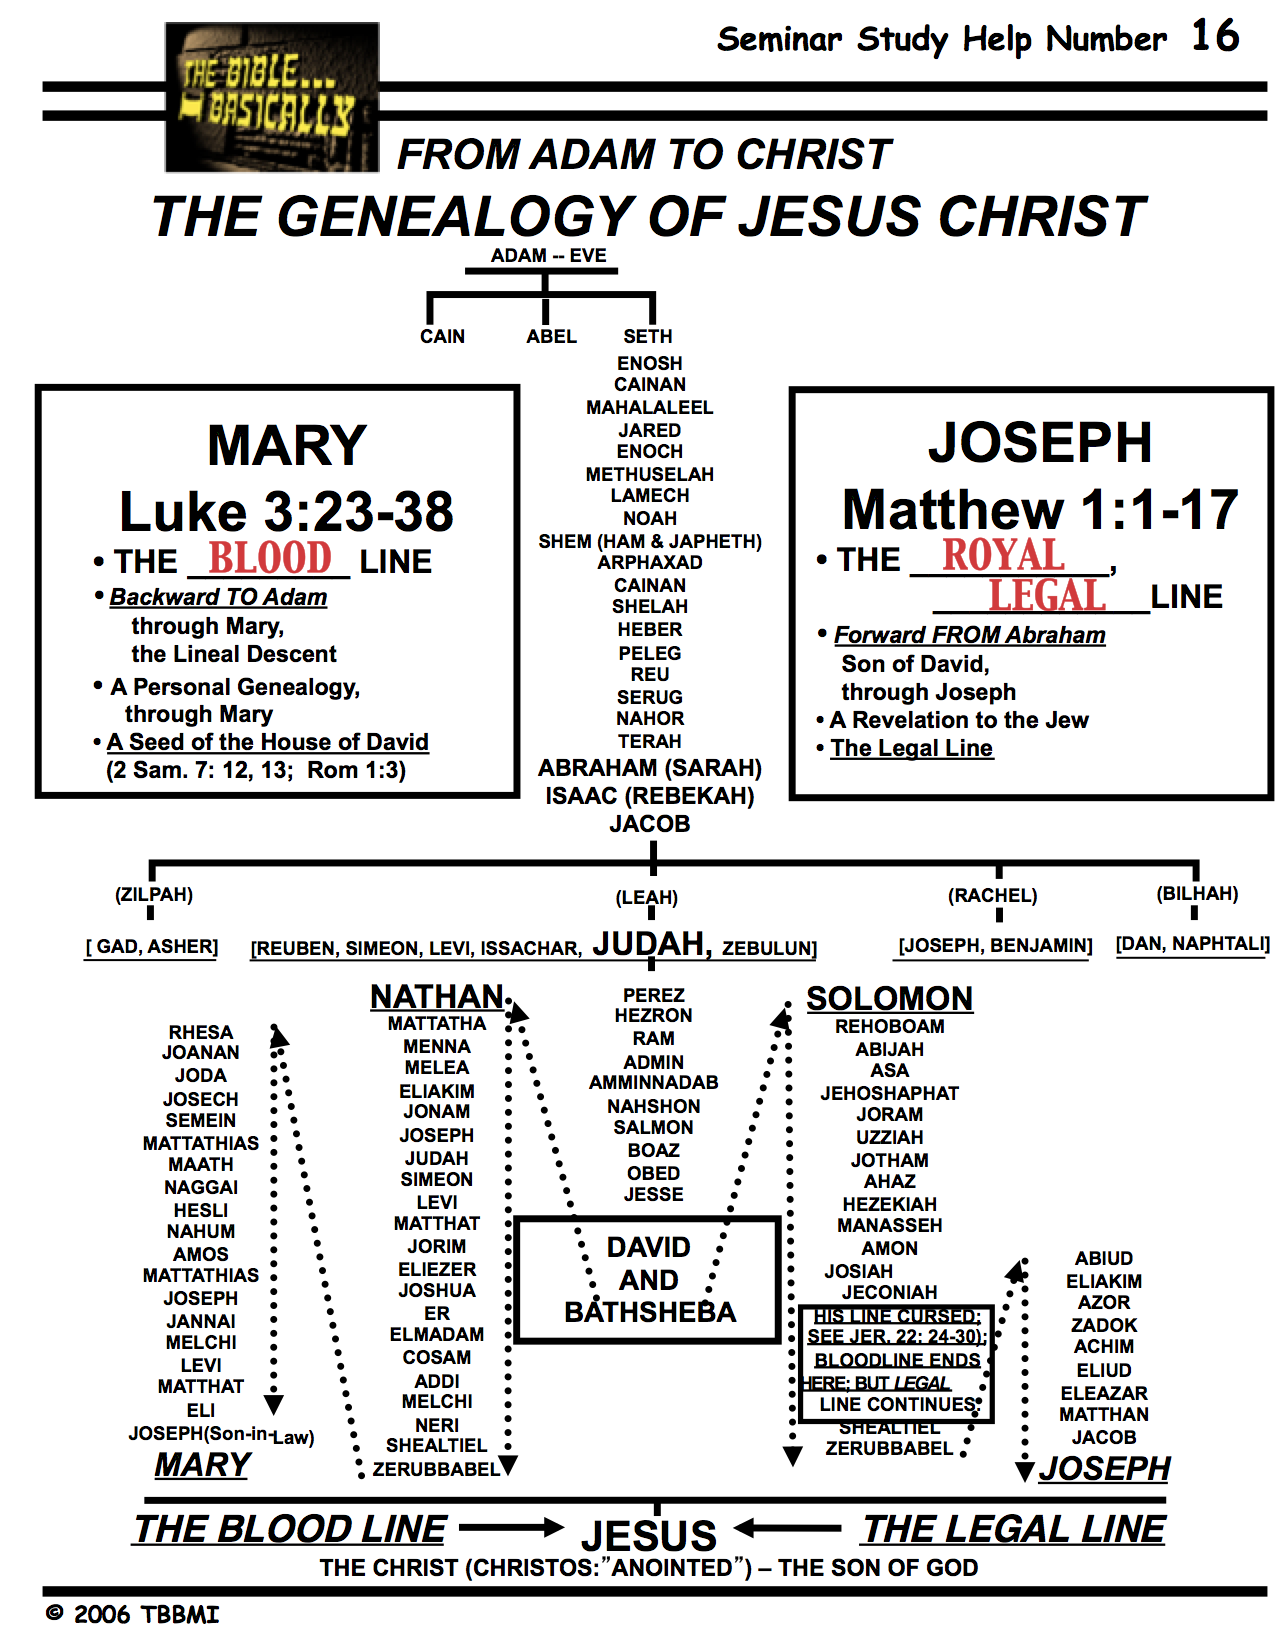 Seminar Study Help Number 16
THE BIBLE...
BASICALLY
FROM ADAM TO CHRIST
THE GENEALOGY OF JESUS CHRIST
ADAM -- EVE
CAIN ABEL SETH
ENOSH
CAINAN
MAHALALEEL
JARED
ENOCH
METHUSELAH
LAMECH
NOAH
SHEM (HAM & JAPHETH)
ARPHAXAD
CAINAN
SHELAH
HEBER
PELEG
REU
SERUG
NAHOR
TERAH
ABRAHAM (SARAH)
ISAAC (REBEKAH)
JACOB
MARY
Luke 3:23-38
• THE BLOOD LINE
• Backward TO Adam
through Mary,
the Lineal Descent
• A Personal Genealogy,
through Mary
• A Seed of the House of David
(2 Sam. 7: 12, 13; Rom 1:3)
JOSEPH
Matthew 1:1-17
• THE ROYAL,
LEGAL LINE
• Forward FROM Abraham
Son of David,
through Joseph
• A Revelation to the Jew
• The Legal Line
(ZILPAH) (LEAH) (RACHEL) (BILHAH)
[ GAD, ASHER] [REUBEN, SIMEON, LEVI, ISSACHAR, JUDAH, ZEBULUN] [JOSEPH, BENJAMIN] [DAN, NAPHTALI]
RHESA
JOANAN
JODA
JOSECH
SEMEIN
MATTATHIAS
MAATH
NAGGAI
HESLI
NAHUM
AMOS
MATTATHIAS
JOSEPH
JANNAI
MELCHI
LEVI
MATTHAT
ELI
JOSEPH(Son-in-Law)
MARY
NATHAN
MATTATHA
MENNA
MELEA
ELIAKIM
JONAM
JOSEPH
JUDAH
SIMEON
LEVI
MATTHAT
JORIM
ELIEZER
JOSHUA
ER
ELMADAM
COSAM
ADDI
MELCHI
NERI
SHEALTIEL
ZERUBBABEL
PEREZ
HEZRON
RAM
ADMIN
AMMINNADAB
NAHSHON
SALMON
BOAZ
OBED
JESSE
DAVID
AND
BATHSHEBA
SOLOMON
REHOBOAM
ABIJAH
ASA
JEHOSHAPHAT
JORAM
UZZIAH
JOTHAM
AHAZ
HEZEKIAH
MANASSEH
AMON
JOSIAH
JECONIAH
HIS LINE CURSED;
SEE JER. 22: 24-30);
BLOODLINE ENDS
HERE; BUT LEGAL
LINE CONTINUES.
SHEALTIEL
ZERUBBABEL
ABIUD
ELIAKIM
AZOR
ZADOK
ACHIM
ELIUD
ELEAZAR
MATTHAN
JACOB
JOSEPH
THE BLOOD LINE JESUS THE LEGAL LINE
THE CHRIST (CHRISTOS:”ANOINTED”) – THE SON OF GOD
© 2006 TBBMI